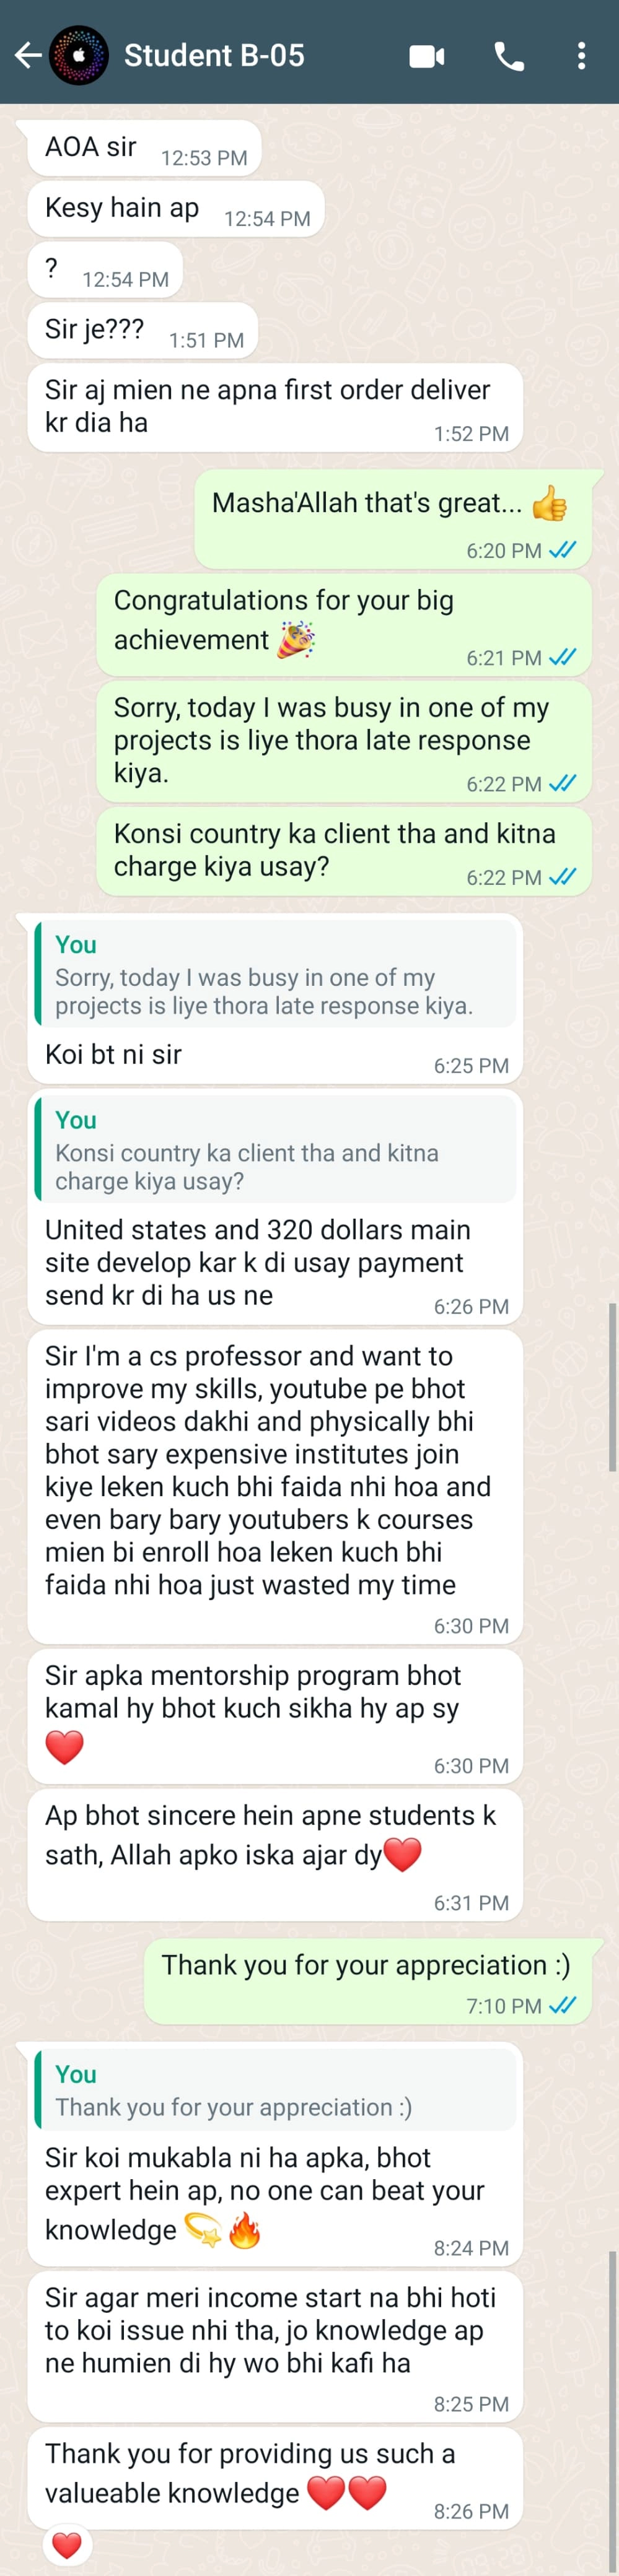 Student B-05
AOA sir 12:53 PM
Kesy hain ap 12:54 PM
? 12:54 PM
Sir je??? 1:51 PM
Sir aj mien ne apna first order deliver
kr dia ha 1:52 PM
Masha'Allah that's great... 👍
6:20 PM
Congratulations for your big
achievement 🎉 6:21 PM
Sorry, today I was busy in one of my
projects is liye thora late response
kiya. 6:22 PM
Konsi country ka client tha and kitna
charge kiya usay? 6:22 PM
You
Sorry, today I was busy in one of my
projects is liye thora late response kiya.
Koi bt ni sir 6:25 PM
You
Konsi country ka client tha and kitna
charge kiya usay?
United states and 320 dollars main
site develop kar k di usay payment
send kr di ha us ne 6:26 PM
Sir I'm a cs professor and want to
improve my skills, youtube pe bhot
sari videos dakhi and physically bhi
bhot sary expensive institutes join
kiye leken kuch bhi faida nhi hoa and
even bary bary youtubers k courses
mien bi enroll hoa leken kuch bhi
faida nhi hoa just wasted my time
6:30 PM
Sir apka mentorship program bhot
kamal hy bhot kuch sikha hy ap sy
❤️ 6:30 PM
Ap bhot sincere hein apne students k
sath, Allah apko iska ajar dy❤️
6:31 PM
Thank you for your appreciation :)
7:10 PM
You
Thank you for your appreciation :)
Sir koi mukabla ni ha apka, bhot
expert hein ap, no one can beat your
knowledge 💫🔥 8:24 PM
Sir agar meri income start na bhi hoti
to koi issue nhi tha, jo knowledge ap
ne humien di hy wo bhi kafi ha
8:25 PM
Thank you for providing us such a
valueable knowledge ❤️❤️ 8:26 PM
❤️